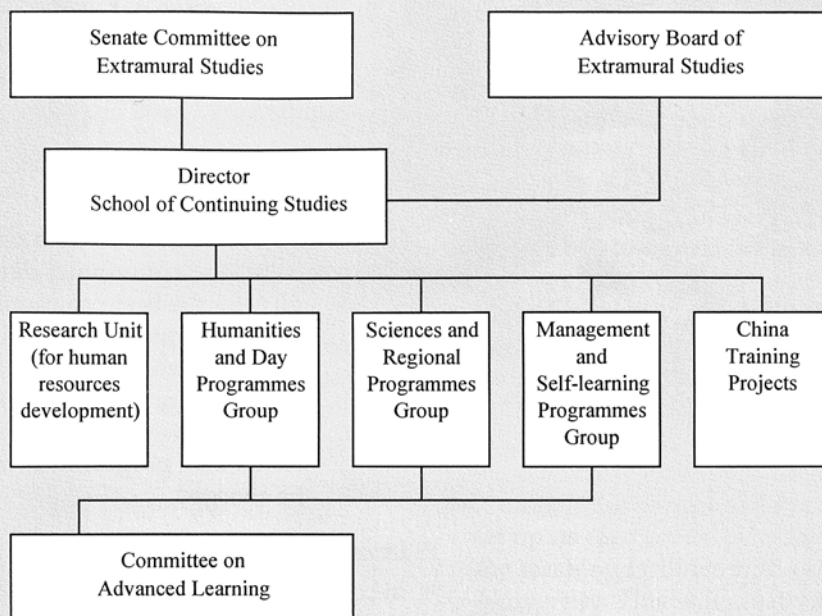 Senate Committee on
Extramural Studies
Advisory Board of
Extramural Studies
Director
School of Continuing Studies
Research Unit
(for human
resources
development)
Humanities
and Day
Programmes
Group
Sciences and
Regional
Programmes
Group
Management
and
Self-learning
Programmes
Group
China
Training
Projects
Committee on
Advanced Learning